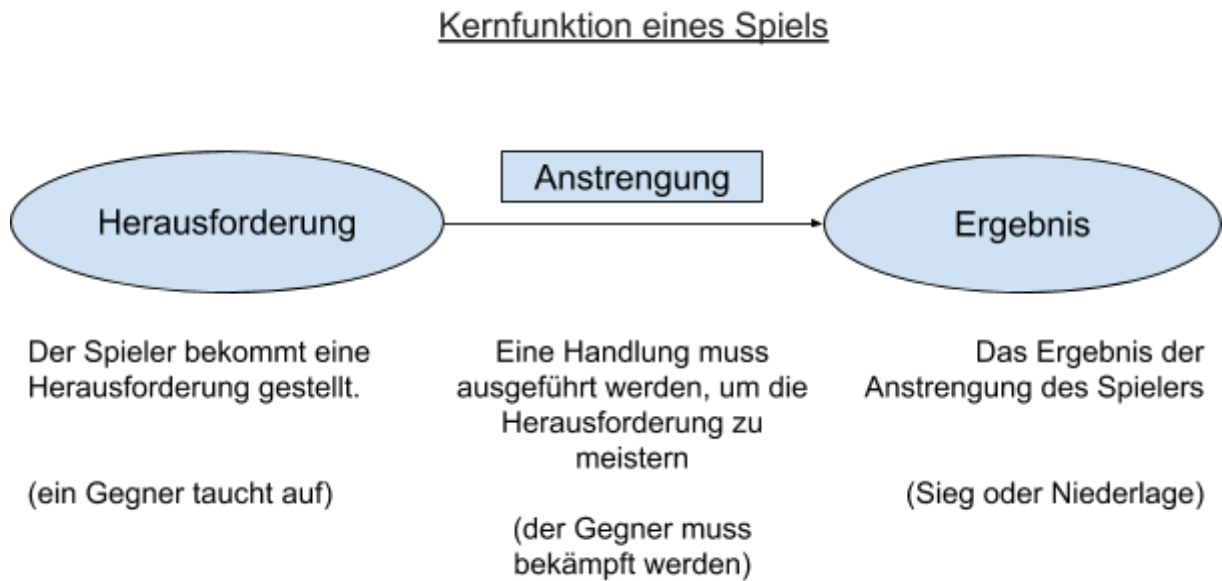 Kernfunktion eines Spiels
Herausforderung
Anstrengung
Ergebnis
Der Spieler bekommt eine
Herausforderung gestellt.
(ein Gegner taucht auf)
Eine Handlung muss
ausgeführt werden, um die
Herausforderung zu
meistern
(der Gegner muss
bekämpft werden)
Das Ergebnis der
Anstrengung des Spielers
(Sieg oder Niederlage)